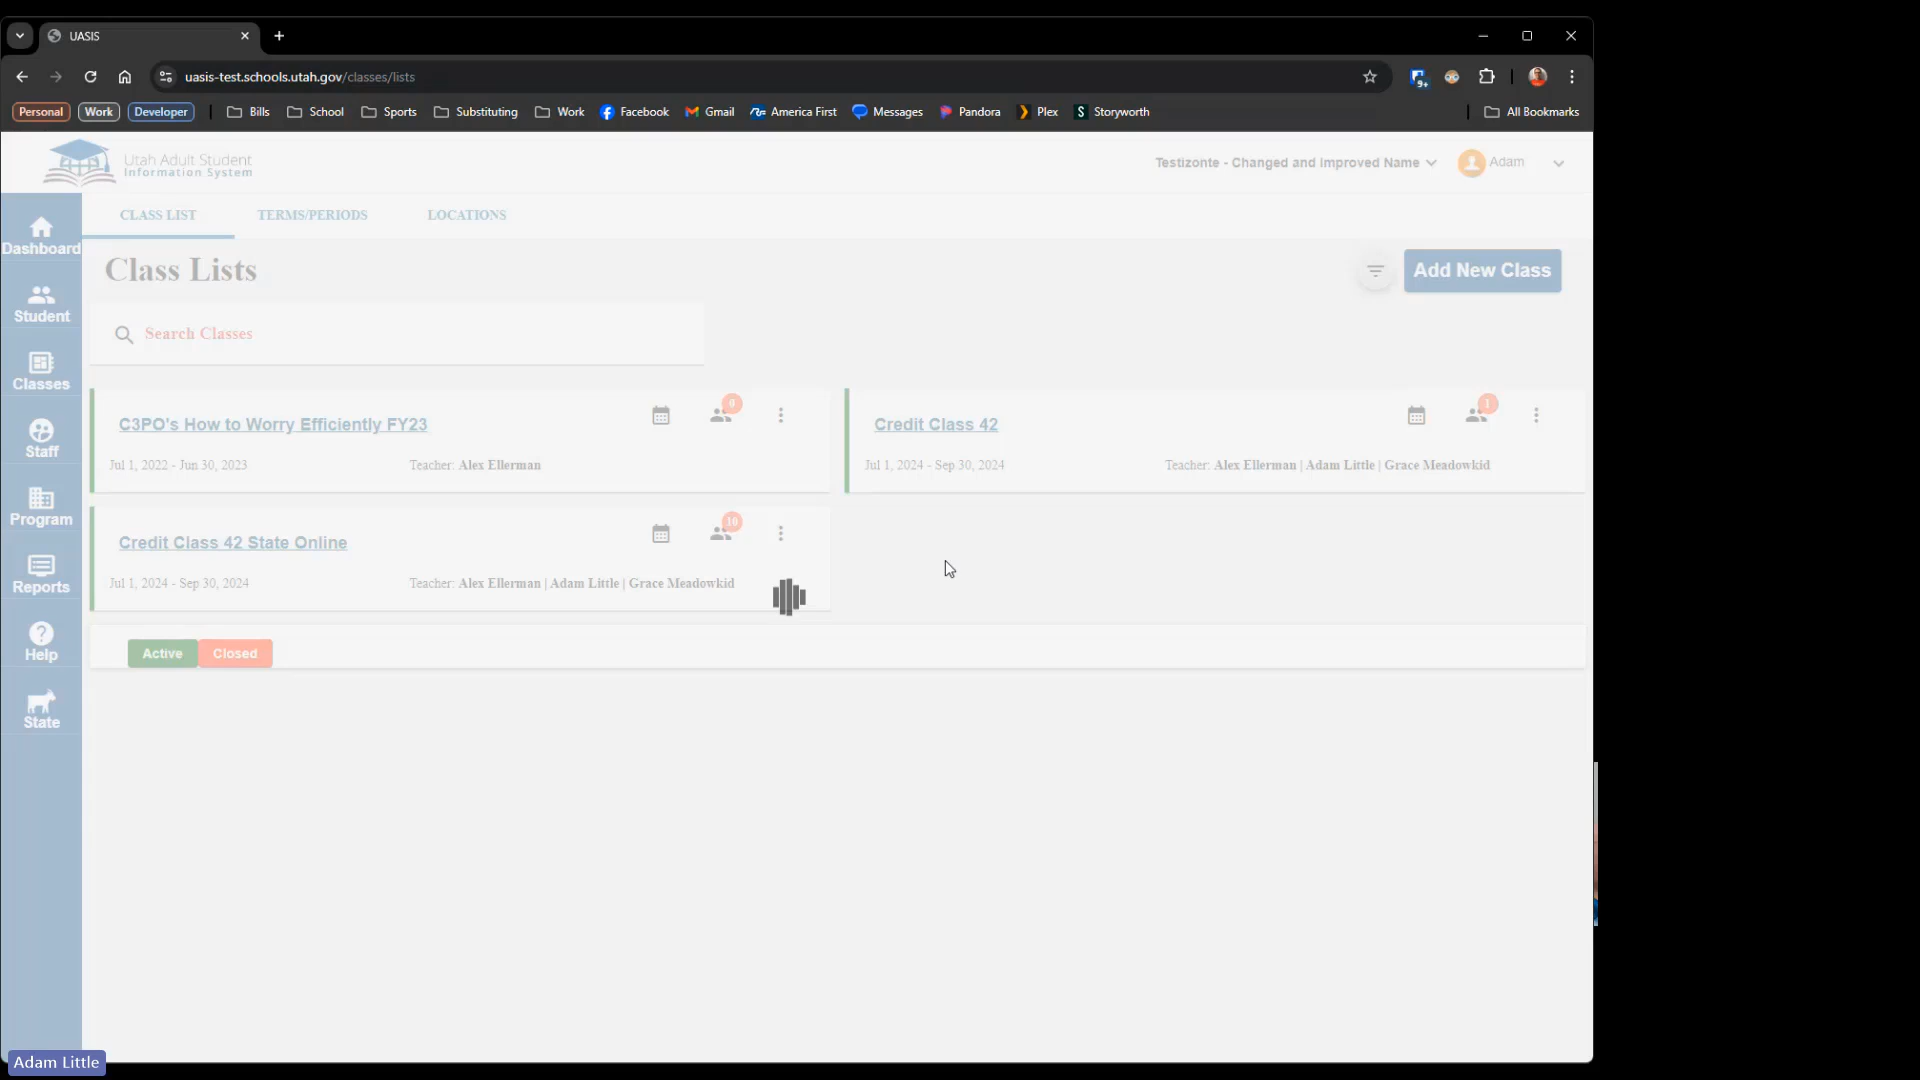 UASIS
uasis-test.schools.utah.gov/classes/lists
9+
Personal Work Developer Bills School Sports Substituting Work Facebook Gmail America First Messages Pandora Plex Storyworth All Bookmarks
Utah Adult Student
Information System
Testizonte - Changed and Improved Name
Adam
CLASS LIST TERMS/PERIODS LOCATIONS
Dashboard
Student
Classes
Staff
Program
Reports
Help
State
Class Lists
Add New Class
Search Classes
C3PO's How to Worry Efficiently FY23
0
Jul 1, 2022 - Jun 30, 2023 Teacher: Alex Ellerman
Credit Class 42
1
Jul 1, 2024 - Sep 30, 2024 Teacher: Alex Ellerman | Adam Little | Grace Meadowkid
Credit Class 42 State Online
10
Jul 1, 2024 - Sep 30, 2024 Teacher: Alex Ellerman | Adam Little | Grace Meadowkid
Active Closed
Adam Little